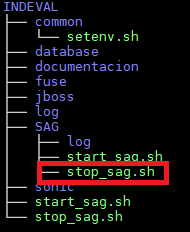 INDEVAL
common
setenv.sh
database
documentacion
fuse
jboss
log
SAG
log
start_sag.sh
stop_sag.sh
sonic
start_sag.sh
stop_sag.sh